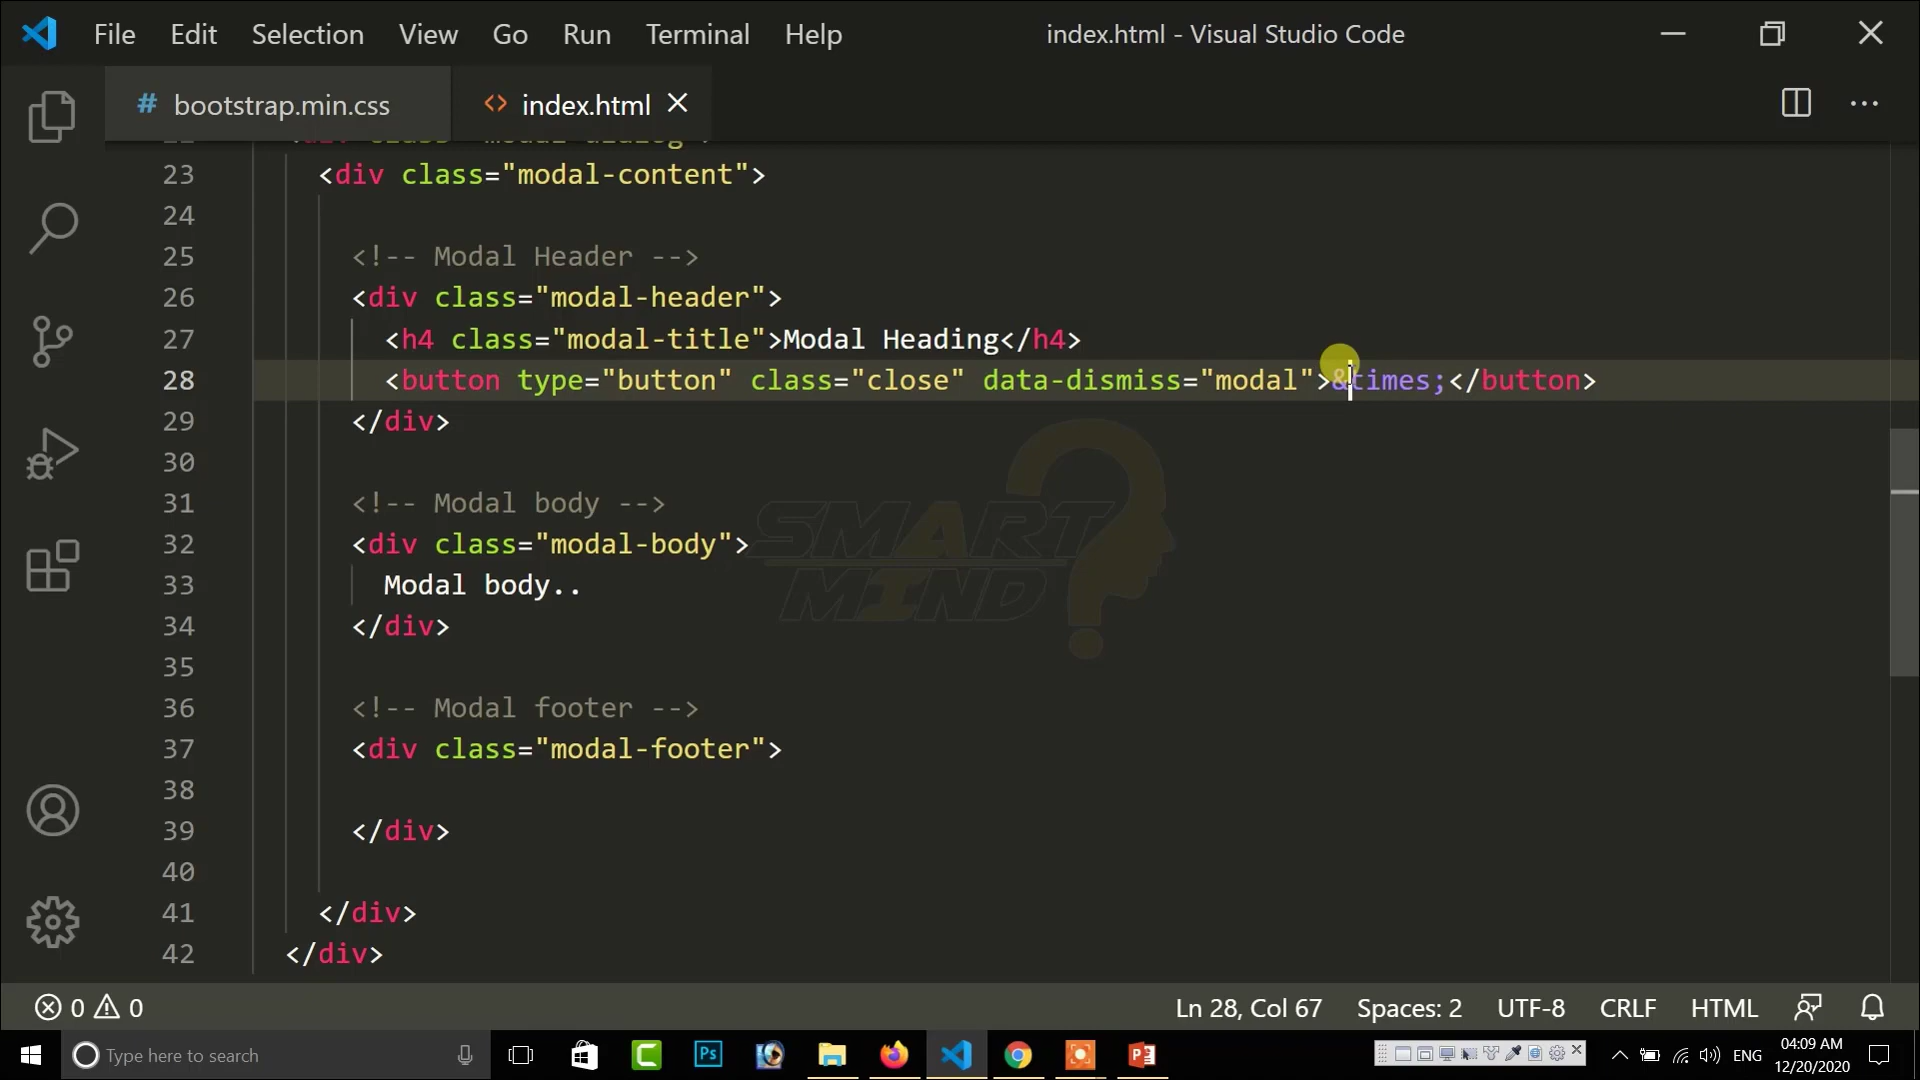 File Edit Selection View Go Run Terminal Help index.html - Visual Studio Code
# bootstrap.min.css <> index.html
23 <div class="modal-content">
24
25 <!-- Modal Header -->
26 <div class="modal-header">
27 <h4 class="modal-title">Modal Heading</h4>
28 <button type="button" class="close" data-dismiss="modal">&times;</button>
29 </div>
30
31 <!-- Modal body -->
32 <div class="modal-body">
33 Modal body..
34 </div>
35
36 <!-- Modal footer -->
37 <div class="modal-footer">
38
39 </div>
40
41 </div>
42 </div>
SMART
MIND
0 0 Ln 28, Col 67 Spaces: 2 UTF-8 CRLF HTML
Type here to search Ps ENG 04:09 AM
12/20/2020